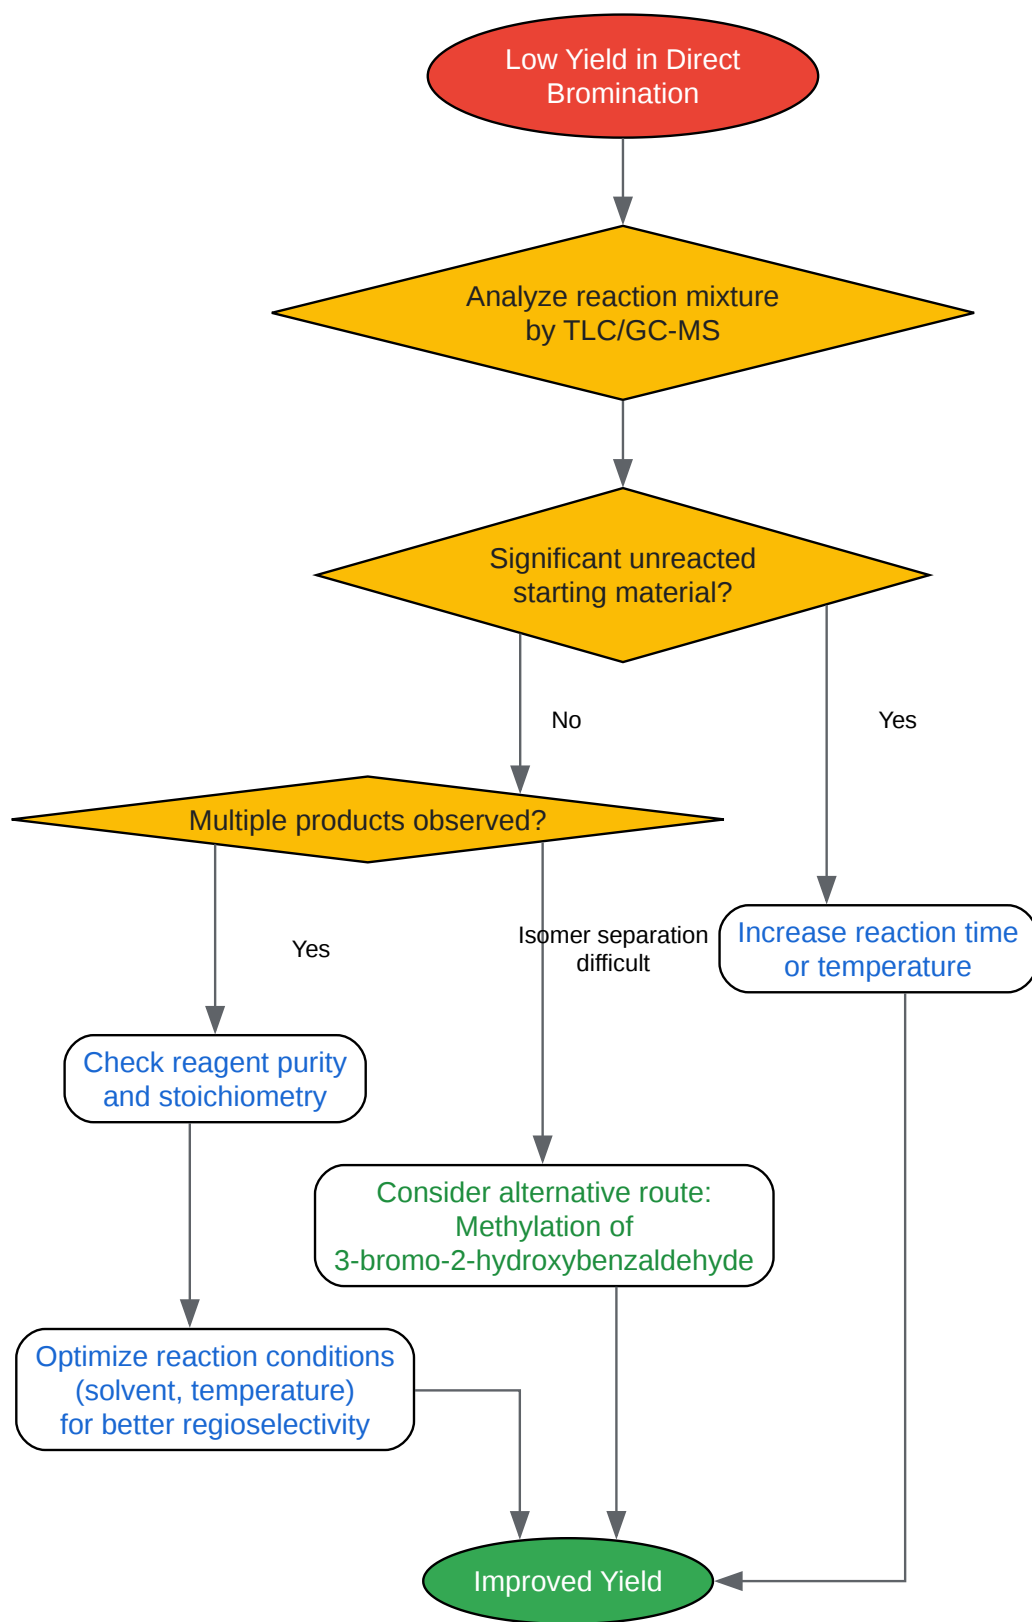 Low Yield in Direct
Bromination
Analyze reaction mixture
by TLC/GC-MS
Significant unreacted
starting material?
No
Yes
Multiple products observed?
Yes
Isomer separation
difficult
Increase reaction time
or temperature
Check reagent purity
and stoichiometry
Consider alternative route:
Methylation of
3-bromo-2-hydroxybenzaldehyde
Optimize reaction conditions
(solvent, temperature)
for better regioselectivity
Improved Yield